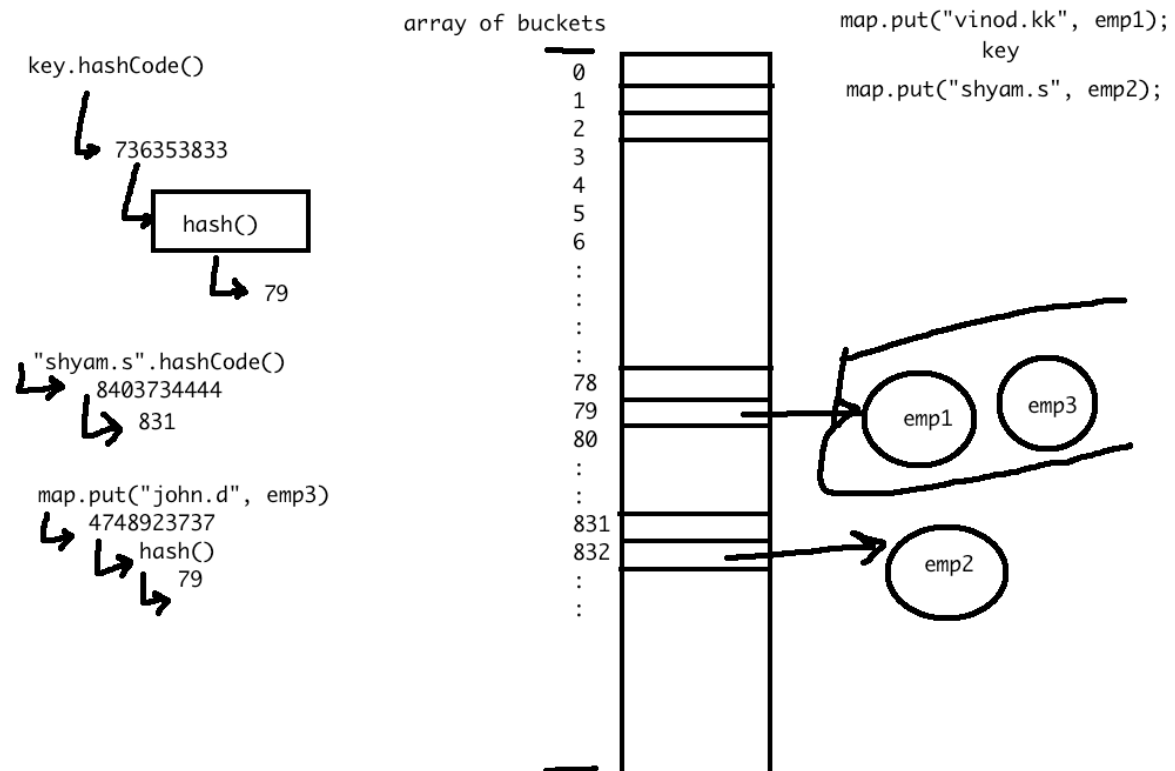 array of buckets
map.put("vinod.kk", emp1);
key
map.put("shyam.s", emp2);
key.hashCode()
736353833
hash()
79
"shyam.s".hashCode()
8403734444
831
map.put("john.d", emp3)
4748923737
hash()
79
0
1
2
3
4
5
6
:
:
:
:
78
79
80
:
:
831
832
:
:
emp1
emp3
emp2